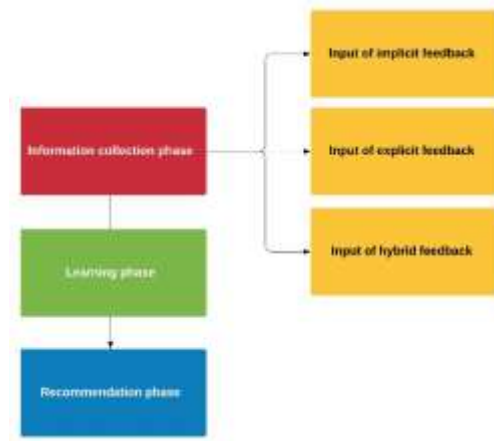 Input of implicit feedback
Information collection phase
Input of explicit feedback
Input of hybrid feedback
Learning phase
Recommendation phase